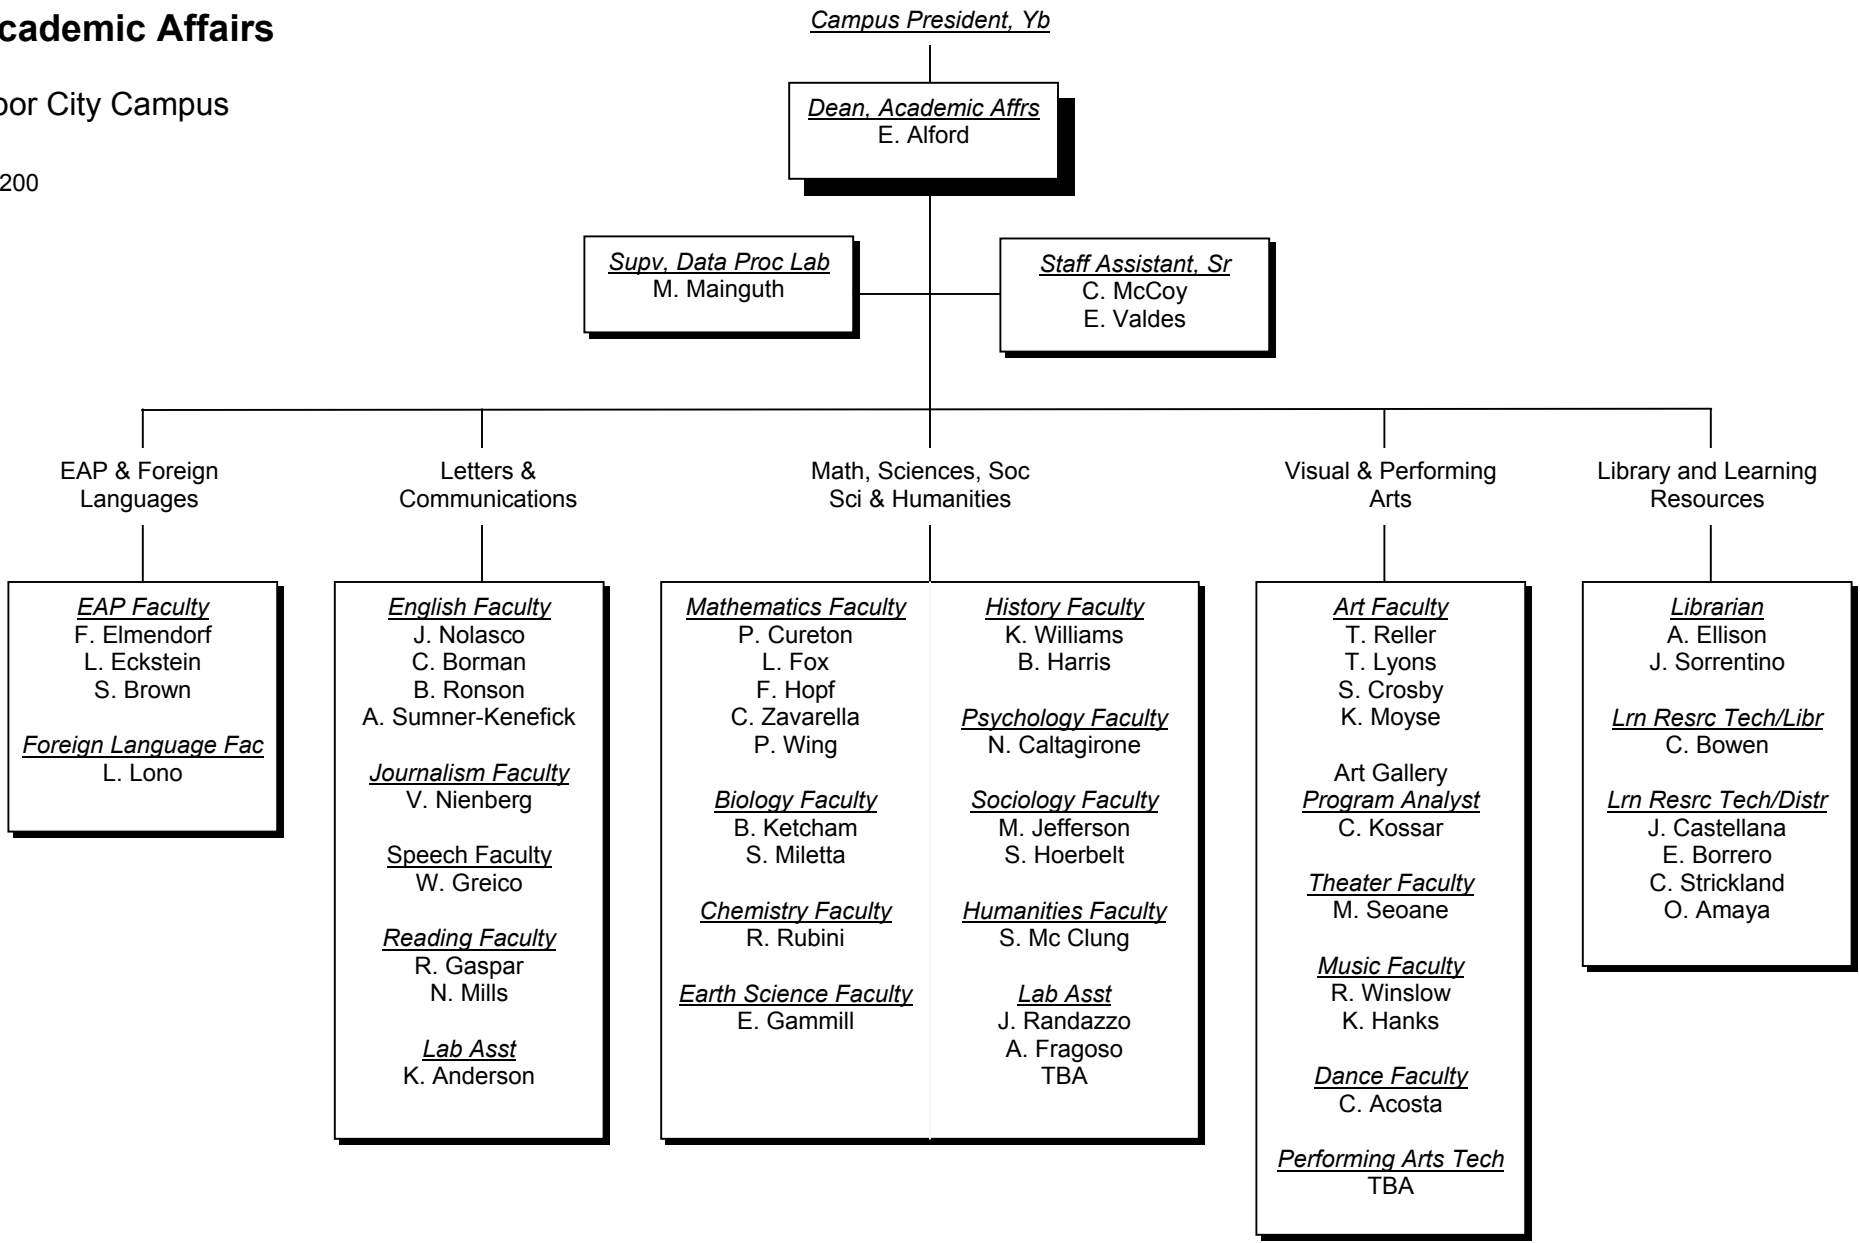 cademic Affairs
oor City Campus
200
Campus President, Yb
Dean, Academic Affrs
E. Alford
Supv, Data Proc Lab
M. Mainguth
Staff Assistant, Sr
C. McCoy
E. Valdes
EAP & Foreign
Languages
Letters &
Communications
Math, Sciences, Soc
Sci & Humanities
Visual & Performing
Arts
Library and Learning
Resources
EAP Faculty
F. Elmendorf
L. Eckstein
S. Brown
Foreign Language Fac
L. Lono
English Faculty
J. Nolasco
C. Borman
B. Ronson
A. Sumner-Kenefick
Journalism Faculty
V. Nienberg
Speech Faculty
W. Greico
Reading Faculty
R. Gaspar
N. Mills
Lab Asst
K. Anderson
Mathematics Faculty
P. Cureton
L. Fox
F. Hopf
C. Zavarella
P. Wing
Biology Faculty
B. Ketcham
S. Miletta
Chemistry Faculty
R. Rubini
Earth Science Faculty
E. Gammill
History Faculty
K. Williams
B. Harris
Psychology Faculty
N. Caltagirone
Sociology Faculty
M. Jefferson
S. Hoerbelt
Humanities Faculty
S. Mc Clung
Lab Asst
J. Randazzo
A. Fragoso
TBA
Art Faculty
T. Reller
T. Lyons
S. Crosby
K. Moyse
Art Gallery
Program Analyst
C. Kossar
Theater Faculty
M. Seoane
Music Faculty
R. Winslow
K. Hanks
Dance Faculty
C. Acosta
Performing Arts Tech
TBA
Librarian
A. Ellison
J. Sorrentino
Lrn Resrc Tech/Libr
C. Bowen
Lrn Resrc Tech/Distr
J. Castellana
E. Borrero
C. Strickland
O. Amaya